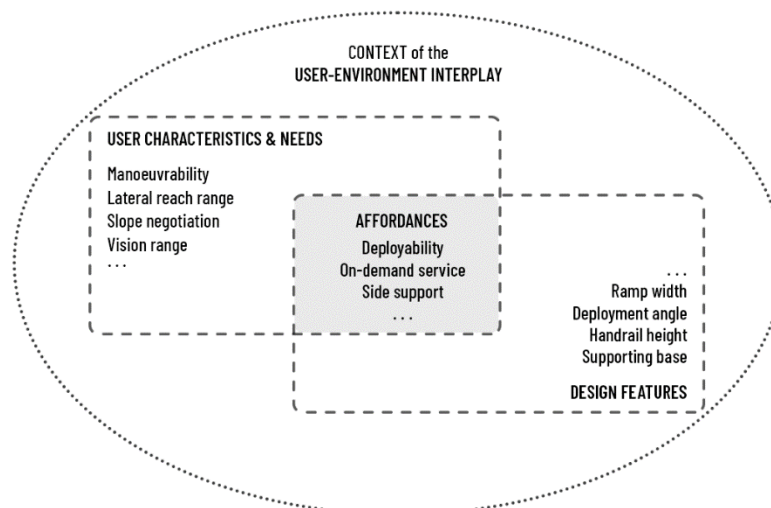 CONTEXT of the
USER-ENVIRONMENT INTERPLAY
USER CHARACTERISTICS & NEEDS
Manoeuvrability
Lateral reach range
Slope negotiation
Vision range
...
AFFORDANCES
Deployability
On-demand service
Side support
...
...
Ramp width
Deployment angle
Handrail height
Supporting base
DESIGN FEATURES